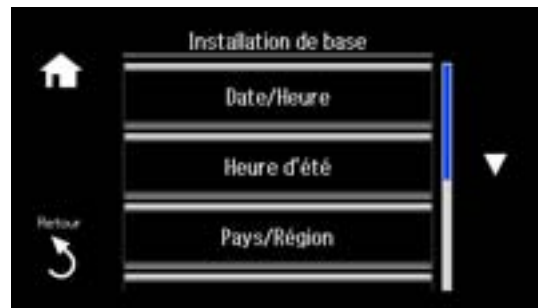 Installation de base
Date/Heure
Heure d'été
Retour
Pays/Région